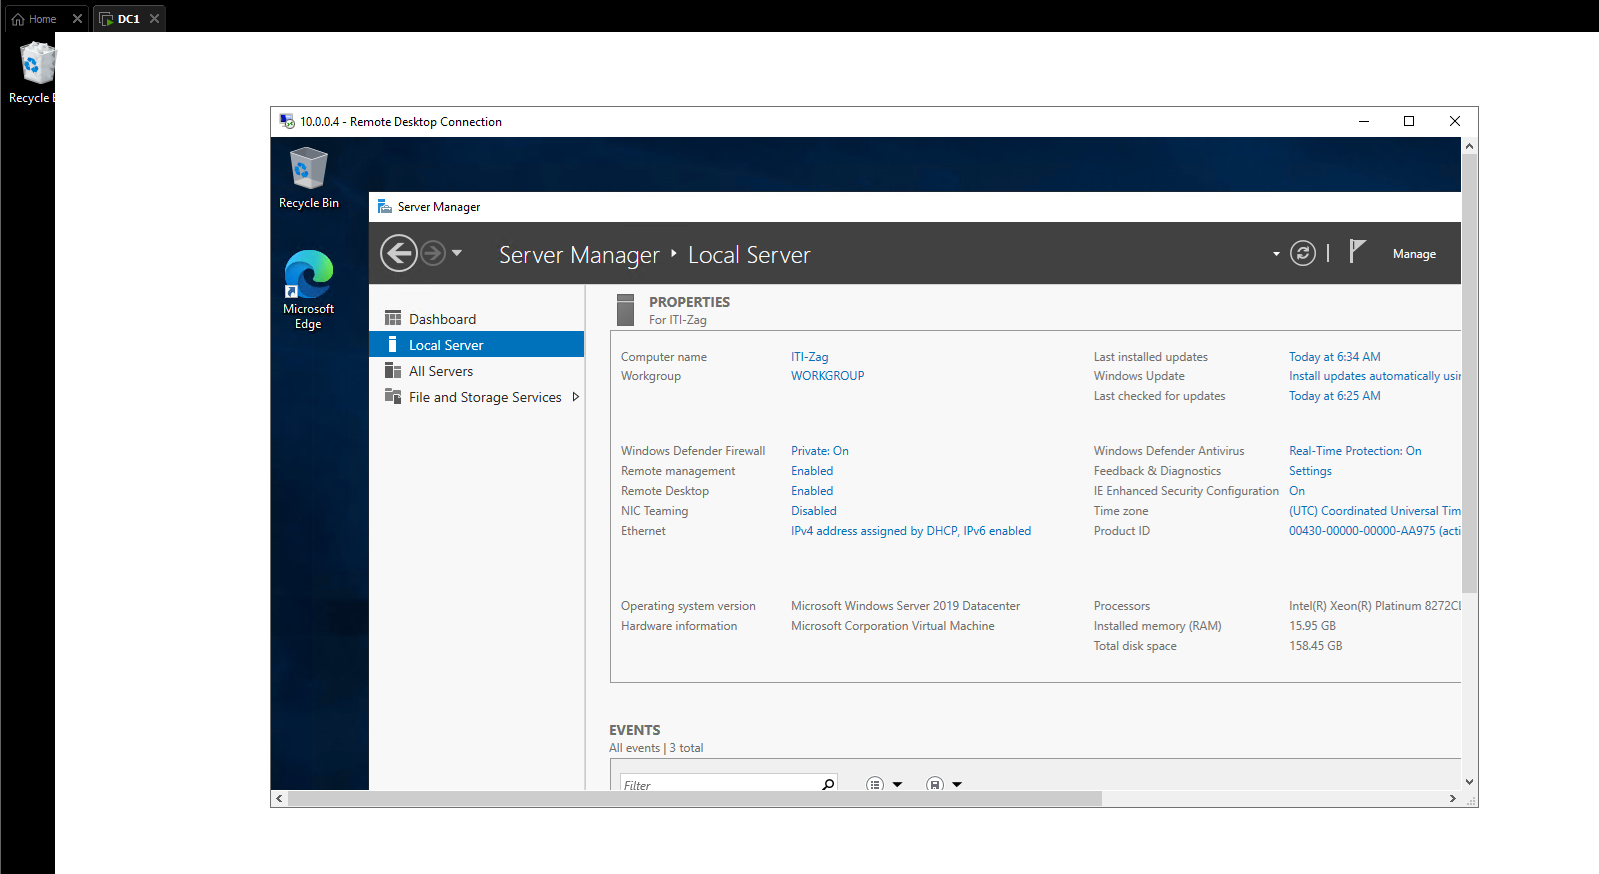 Home
DC1
Recycle
10.0.0.4 - Remote Desktop Connection
Recycle Bin
Microsoft
Edge
Server Manager
Server Manager ‣ Local Server
Manage
Dashboard
Local Server
All Servers
File and Storage Services
PROPERTIES
For ITI-Zag
Computer name ITI-Zag Last installed updates Today at 6:34 AM
Workgroup WORKGROUP Windows Update Install updates automatically
Last checked for updates Today at 6:25 AM
Windows Defender Firewall Private: On Windows Defender Antivirus Real-Time Protection: On
Remote management Enabled Feedback & Diagnostics Settings
Remote Desktop Enabled IE Enhanced Security Configuration On
NIC Teaming Disabled Time zone (UTC) Coordinated Universal Tim
Ethernet IPv4 address assigned by DHCP, IPv6 enabled Product ID 00430-00000-00000-AA975 (acti
Operating system version Microsoft Windows Server 2019 Datacenter Processors Intel(R) Xeon(R) Platinum 8272CL
Hardware information Microsoft Corporation Virtual Machine Installed memory (RAM) 15.95 GB
Total disk space 158.45 GB
EVENTS
All events | 3 total
Filter